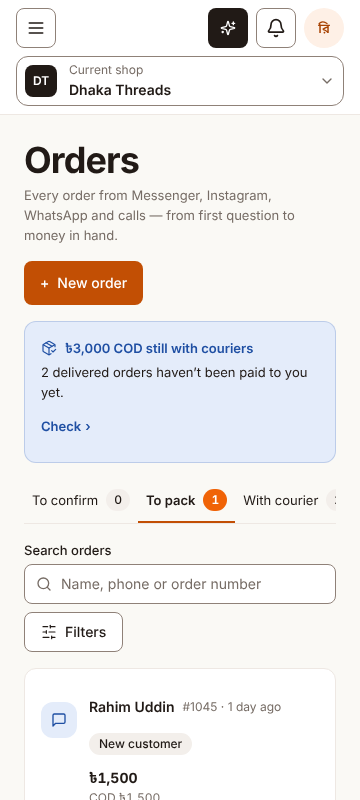 রি
DT
Current shop
Dhaka Threads
Orders
Every order from Messenger, Instagram,
WhatsApp and calls — from first question to
money in hand.
+ New order
৳3,000 COD still with couriers
2 delivered orders haven’t been paid to you
yet.
Check ›
To confirm 0 To pack 1 With courier
Search orders
Name, phone or order number
Filters
Rahim Uddin #1045 · 1 day ago
New customer
৳1,500
COD ৳1,500